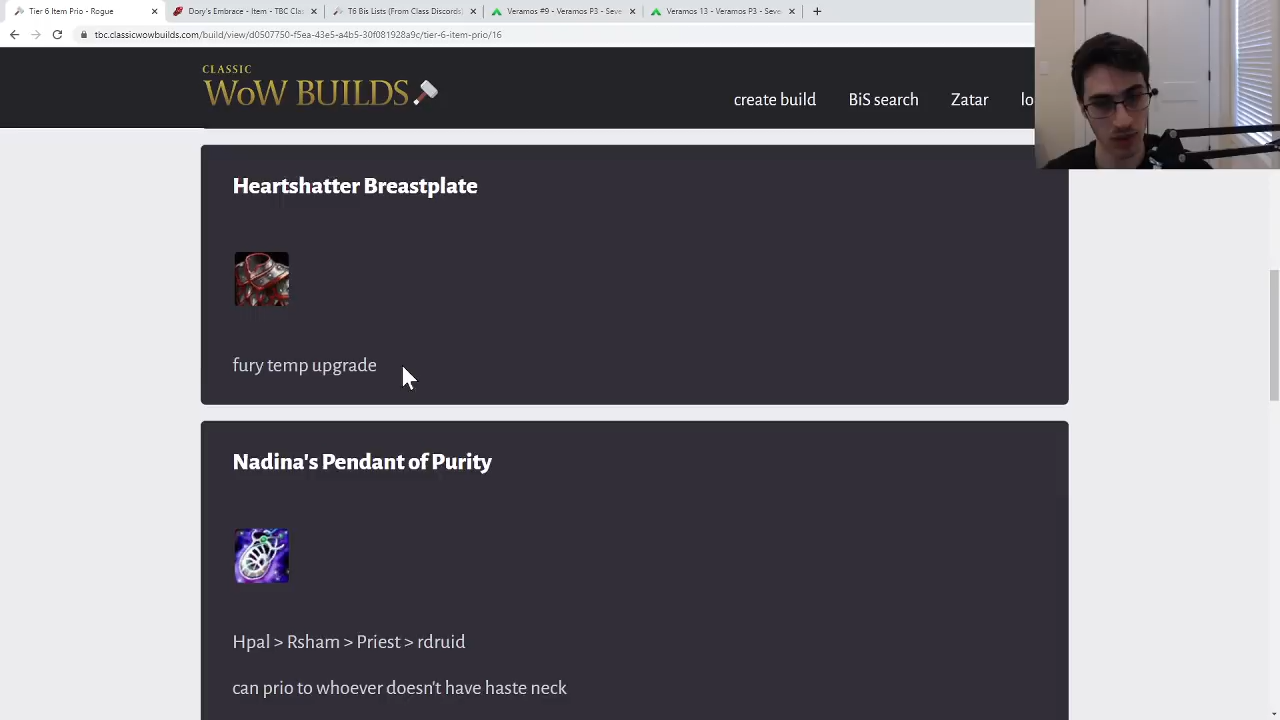 Tier 6 Item Prio - Rogue
Dory's Embrace - Item - TBC Clas
T6 Bis Lists (From Class Discords)
Veramos #9 - Veramos P3 - Seve
Veramos 13 - Veramos P3 - Seve
tbc.classicwowbuilds.com/build/view/d0507750-f5ea-43e5-a4b5-30f081928a9c/tier-6-item-prio/16
CLASSIC
WOW BUILDS
create build
BiS search
Zatar
lo
Heartshatter Breastplate
fury temp upgrade
Nadina's Pendant of Purity
Hpal > Rsham > Priest > rdruid
can prio to whoever doesn't have haste neck